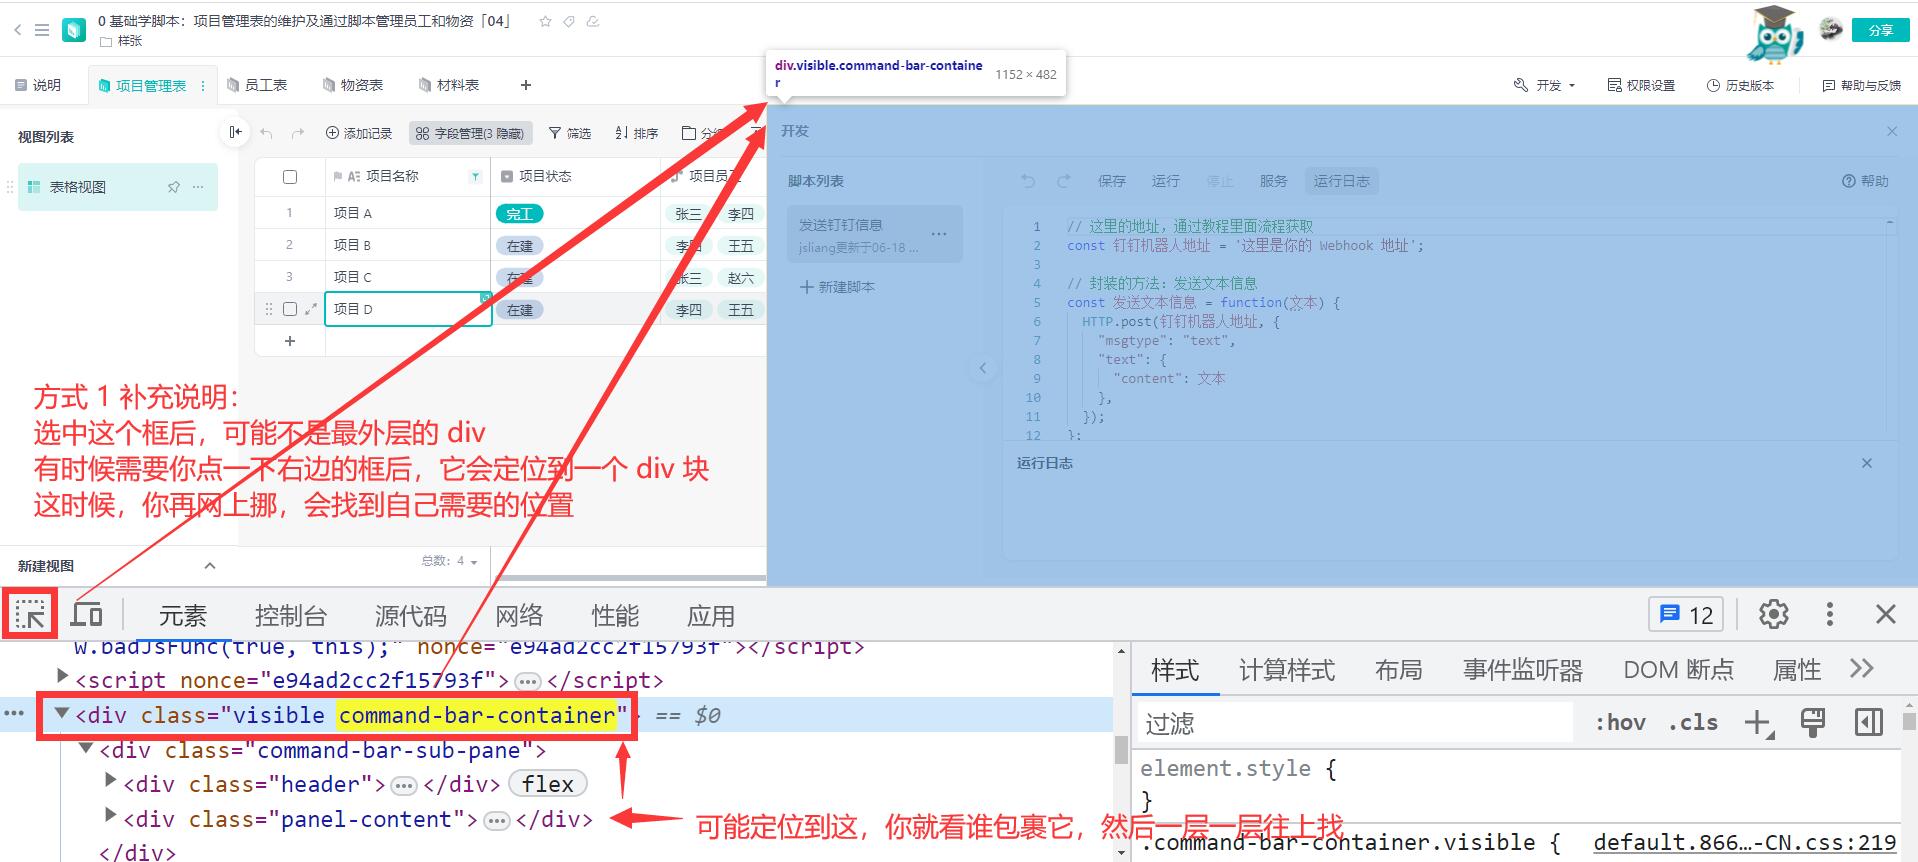 0 基础学脚本：项目管理表的维护及通过脚本管理员工和物资「04」
样张
分享
说明
项目管理表
员工表
物资表
材料表
开发
权限设置
历史版本
帮助与反馈
div.visible.command-bar-containe
r
1152 × 482
视图列表
表格视图
添加记录
字段管理(3 隐藏)
筛选
排序
项目名称
项目状态
项目员
1 项目 A 完工 张三 李四
2 项目 B 在建 王五
3 项目 C 在建 张三 赵六
项目 D 在建 李四 王五
总数: 4
新建视图
开发
脚本列表
发送钉钉信息
jsliang更新于06-18 ...
新建脚本
保存 运行 停止 服务 运行日志
帮助
1 // 这里的地址，通过教程里面流程获取
2 const 钉钉机器人地址 = '这里是你的 Webhook 地址';
3
4 // 封装的方法: 发送文本信息
5 const 发送文本信息 = function(文本) {
6 HTTP.post(钉钉机器人地址, {
7 "msgtype": "text",
8 "text": {
9 "content": 文本
10 },
11 });
12 };
运行日志
方式 1 补充说明：
选中这个框后，可能不是最外层的 div
有时候需要你点一下右边的框后，它会定位到一个 div 块
这时候，你再网上挪，会找到自己需要的位置
元素 控制台 源代码 网络 性能 应用
12
w.badJsFunc(true, this);" nonce="e94ad2cc2f15793f"></script>
<script nonce="e94ad2cc2f15793f">…</script>
<div class="visible command-bar-container"> == $0
<div class="command-bar-sub-pane">
<div class="header">…</div> flex
<div class="panel-content">…</div>
</div>
可能定位到这，你就看谁包裹它，然后一层一层往上找
样式 计算样式 布局 事件监听器 DOM 断点 属性
过滤
:hov .cls
element.style {
}
.command-bar-container.visible {
default.866…-CN.css:219